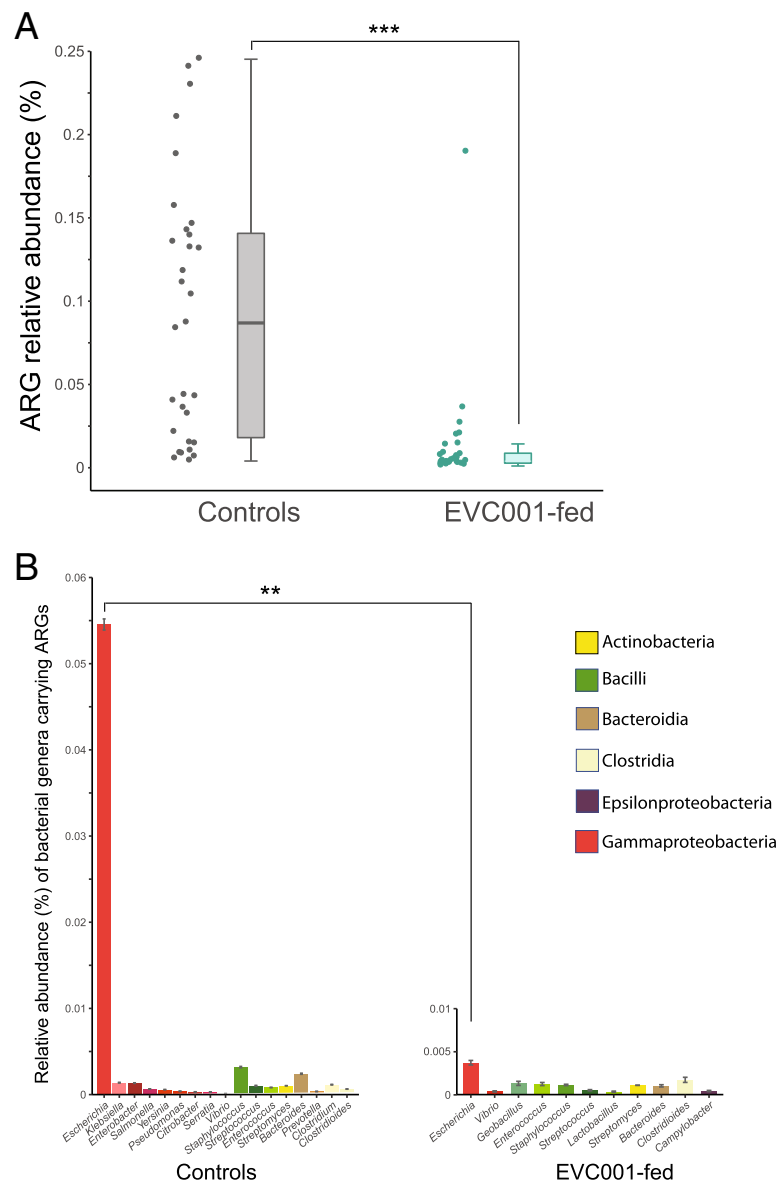 A
***
ARG relative abundance (%)
0.25
0.2
0.15
0.1
0.05
0
Controls
EVC001-fed
B
**
Relative abundance (%) of bacterial genera carrying ARGs
0.06
0.05
0.04
0.03
0.02
0.01
0
Actinobacteria
Bacilli
Bacteroidia
Clostridia
Epsilonproteobacteria
Gammaproteobacteria
Escherichia
Klebsiella
Enterobacter
Salmonella
Yersinia
Pseudomonas
Citrobacter
Serratia
Vibrio
Staphylococcus
Streptococcus
Enterococcus
Streptomyces
Bacteroides
Prevotella
Clostridium
Clostridioides
Controls
0.01
0.005
0
Escherichia
Vibrio
Geobacillus
Enterococcus
Staphylococcus
Streptococcus
Lactobacillus
Streptomyces
Bacteroides
Clostridioides
Campylobacter
EVC001-fed